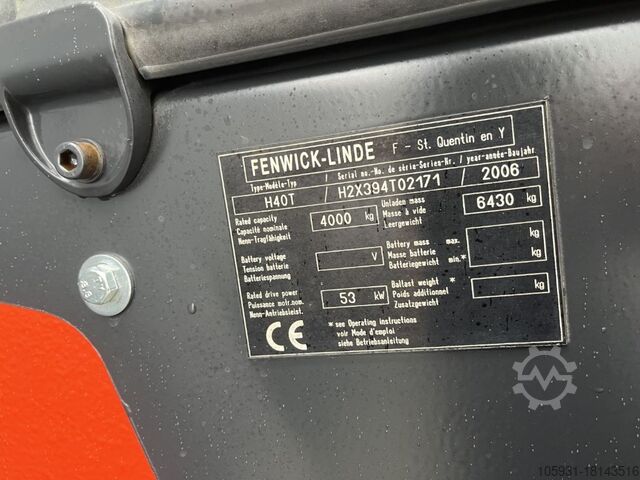 FENWICK-LINDE F - St. Quentin en Y
Type-Modèle-Typ / Serial no.-No. de série-Serien-Nr. / year-année-Baujahr
H40T / H2X394T02171 / 2006
Rated capacity
Capacité nominale
Nenn-Tragfähigkeit
4000 kg
Unladen mass
Masse à vide
Leergewicht
6430 kg
Battery voltage
Tension batterie
Batteriespannung
V
Battery mass max.
Masse batterie
Batteriegewicht min.*
kg
kg
Rated drive power
Puissance motr.nom.
Nenn-Antriebsleist.
53 kW
Ballast weight *
Poids additionnel
Zusatzgewicht
kg
CE
* see Operating instructions
voir Mode d'emploi
siehe Betriebsanleitung
8.8
105931-18143516